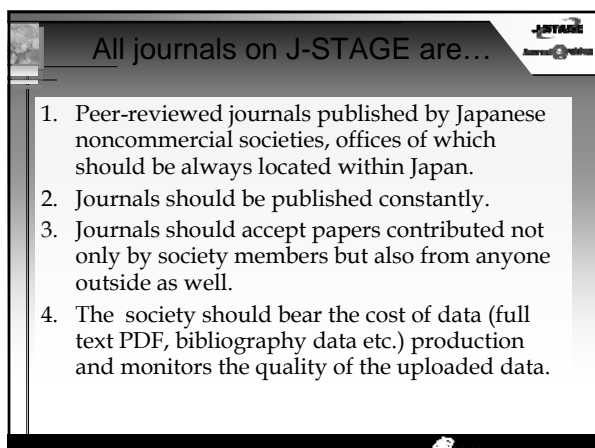 J-STAGE
All journals on J-STAGE are…
1. Peer-reviewed journals published by Japanese
noncommercial societies, offices of which
should be always located within Japan.
2. Journals should be published constantly.
3. Journals should accept papers contributed not
only by society members but also from anyone
outside as well.
4. The society should bear the cost of data (full
text PDF, bibliography data etc.) production
and monitors the quality of the uploaded data.